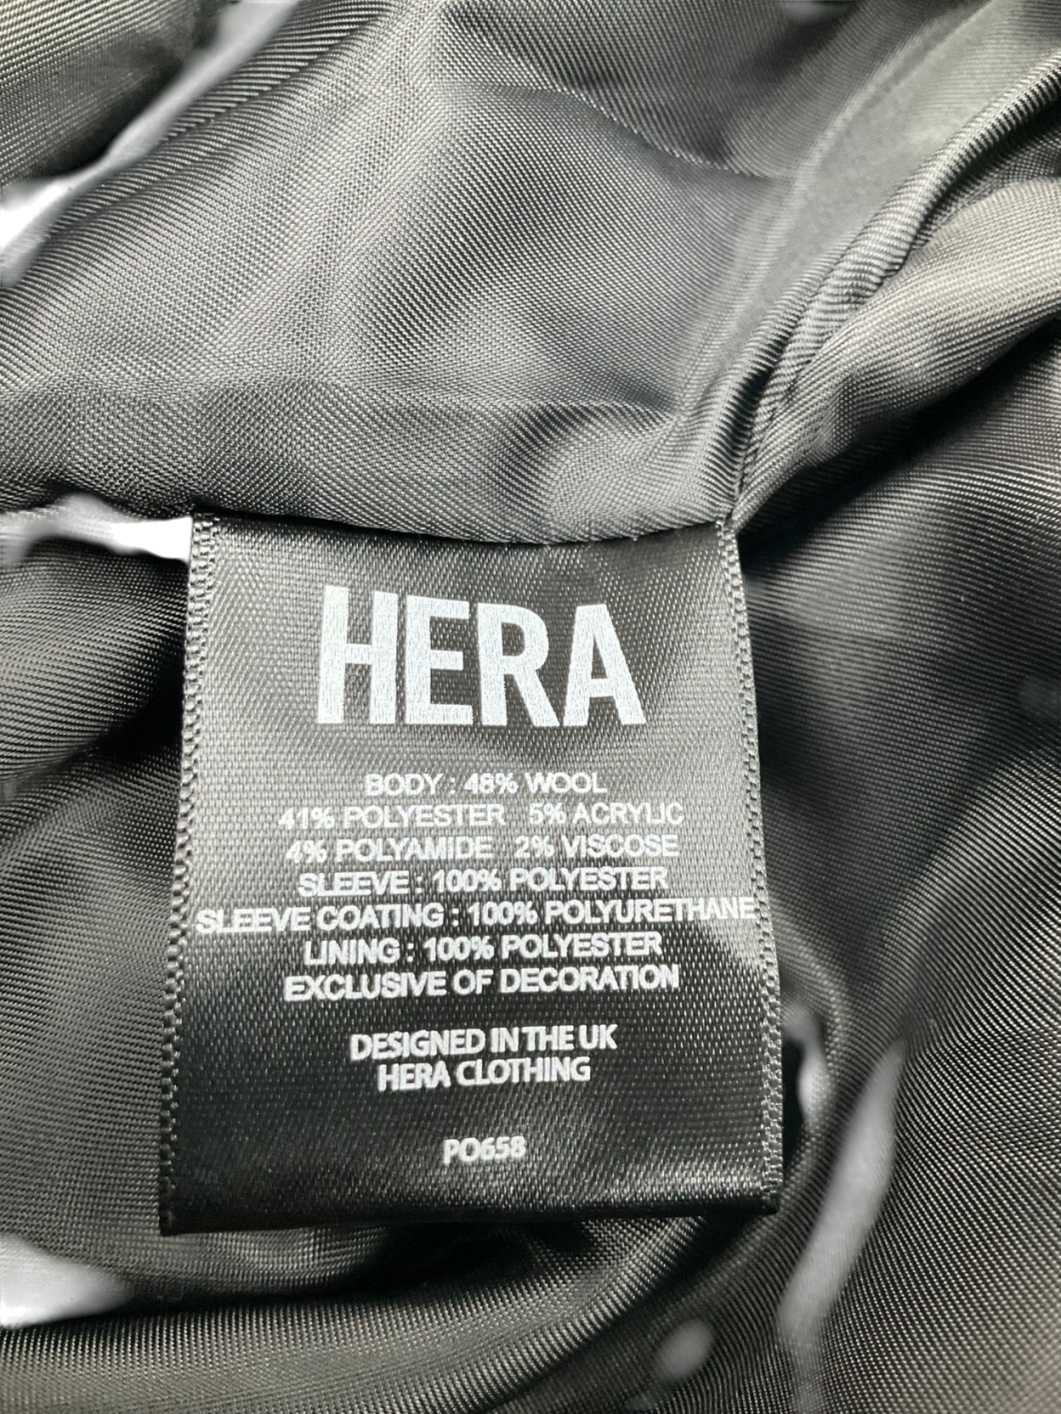 HERA
BODY : 48% WOOL
41% POLYESTER 5% ACRYLIC
4% POLYAMIDE 2% VISCOSE
SLEEVE : 100% POLYESTER
SLEEVE COATING : 100% POLYURETHANE
LINING : 100% POLYESTER
EXCLUSIVE OF DECORATION
DESIGNED IN THE UK
HERA CLOTHING
PO658